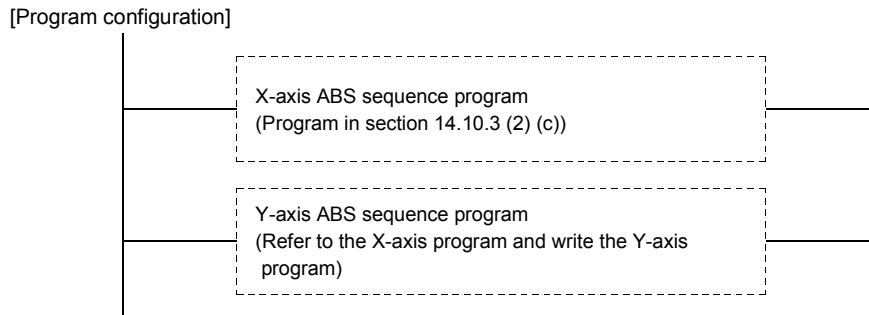 [Program configuration]
X-axis ABS sequence program
(Program in section 14.10.3 (2) (c))
Y-axis ABS sequence program
(Refer to the X-axis program and write the Y-axis
program)